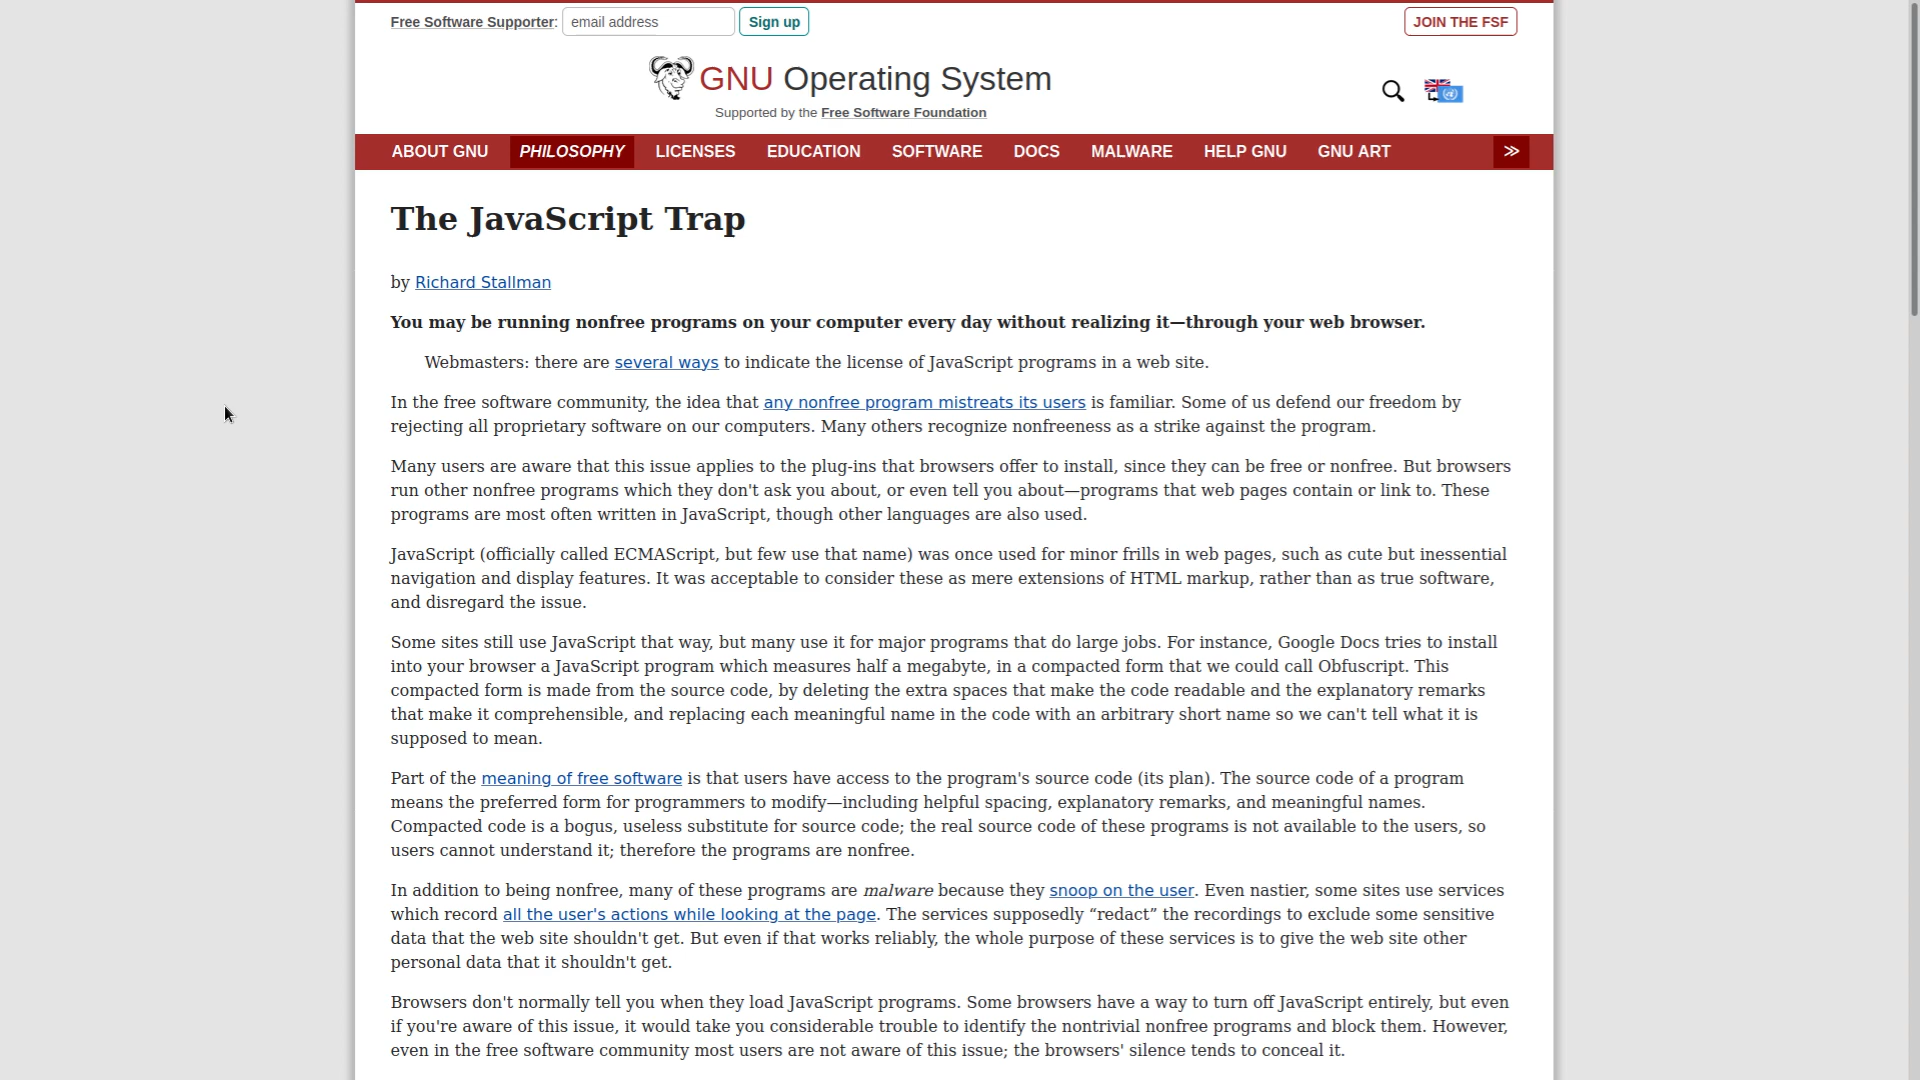 Free Software Supporter: email address Sign up JOIN THE FSF
GNU Operating System
Supported by the Free Software Foundation
ABOUT GNU PHILOSOPHY LICENSES EDUCATION SOFTWARE DOCS MALWARE HELP GNU GNU ART ≫
The JavaScript Trap
by Richard Stallman
You may be running nonfree programs on your computer every day without realizing it—through your web browser.
Webmasters: there are several ways to indicate the license of JavaScript programs in a web site.
In the free software community, the idea that any nonfree program mistreats its users is familiar. Some of us defend our freedom by
rejecting all proprietary software on our computers. Many others recognize nonfreeness as a strike against the program.
Many users are aware that this issue applies to the plug-ins that browsers offer to install, since they can be free or nonfree. But browsers
run other nonfree programs which they don't ask you about, or even tell you about—programs that web pages contain or link to. These
programs are most often written in JavaScript, though other languages are also used.
JavaScript (officially called ECMAScript, but few use that name) was once used for minor frills in web pages, such as cute but inessential
navigation and display features. It was acceptable to consider these as mere extensions of HTML markup, rather than as true software,
and disregard the issue.
Some sites still use JavaScript that way, but many use it for major programs that do large jobs. For instance, Google Docs tries to install
into your browser a JavaScript program which measures half a megabyte, in a compacted form that we could call Obfuscript. This
compacted form is made from the source code, by deleting the extra spaces that make the code readable and the explanatory remarks
that make it comprehensible, and replacing each meaningful name in the code with an arbitrary short name so we can't tell what it is
supposed to mean.
Part of the meaning of free software is that users have access to the program's source code (its plan). The source code of a program
means the preferred form for programmers to modify—including helpful spacing, explanatory remarks, and meaningful names.
Compacted code is a bogus, useless substitute for source code; the real source code of these programs is not available to the users, so
users cannot understand it; therefore the programs are nonfree.
In addition to being nonfree, many of these programs are malware because they snoop on the user. Even nastier, some sites use services
which record all the user's actions while looking at the page. The services supposedly “redact” the recordings to exclude some sensitive
data that the web site shouldn't get. But even if that works reliably, the whole purpose of these services is to give the web site other
personal data that it shouldn't get.
Browsers don't normally tell you when they load JavaScript programs. Some browsers have a way to turn off JavaScript entirely, but even
if you're aware of this issue, it would take you considerable trouble to identify the nontrivial nonfree programs and block them. However,
even in the free software community most users are not aware of this issue; the browsers' silence tends to conceal it.